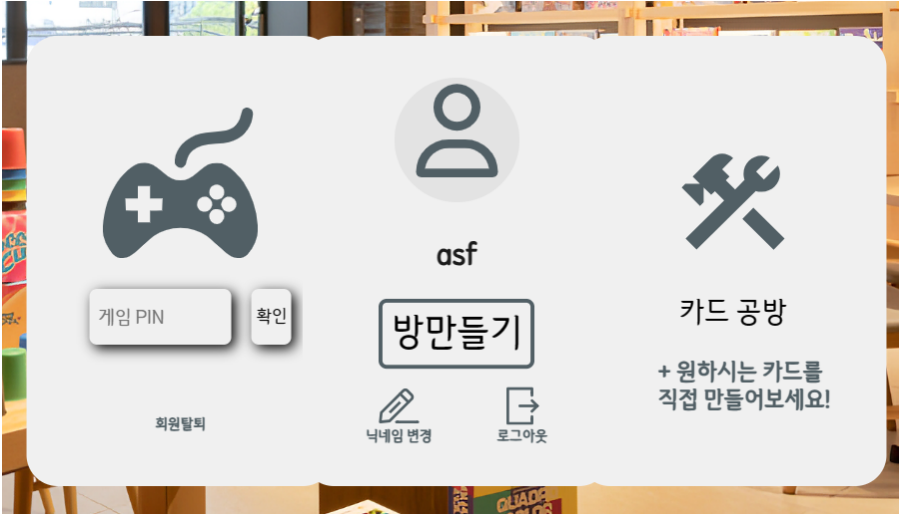 asf
게임 PIN
확인
방만들기
카드 공방
+ 원하시는 카드를
직접 만들어보세요!
닉네임 변경
로그아웃
회원탈퇴
QUADR